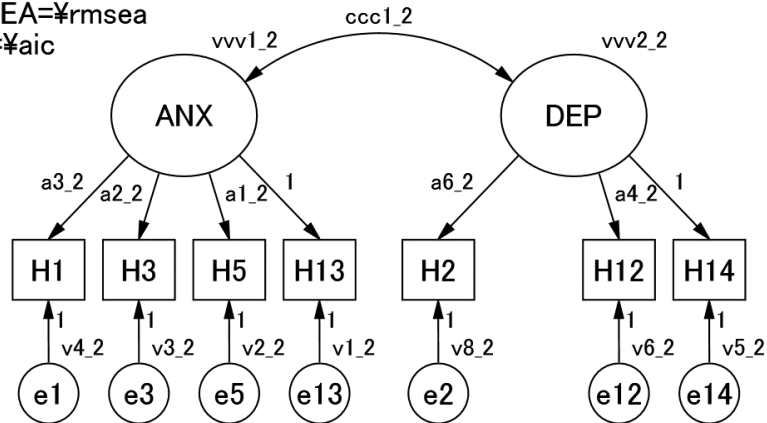 EA=¥rmsea
=¥aic
ccc1_2
vvv1_2
vvv2_2
ANX
DEP
a3_2
a2_2
a1_2
1
a6_2
a4_2
1
H1
H3
H5
H13
H2
H12
H14
1
1
1
1
1
1
1
v4_2
v3_2
v2_2
v1_2
v8_2
v6_2
v5_2
e1
e3
e5
e13
e2
e12
e14